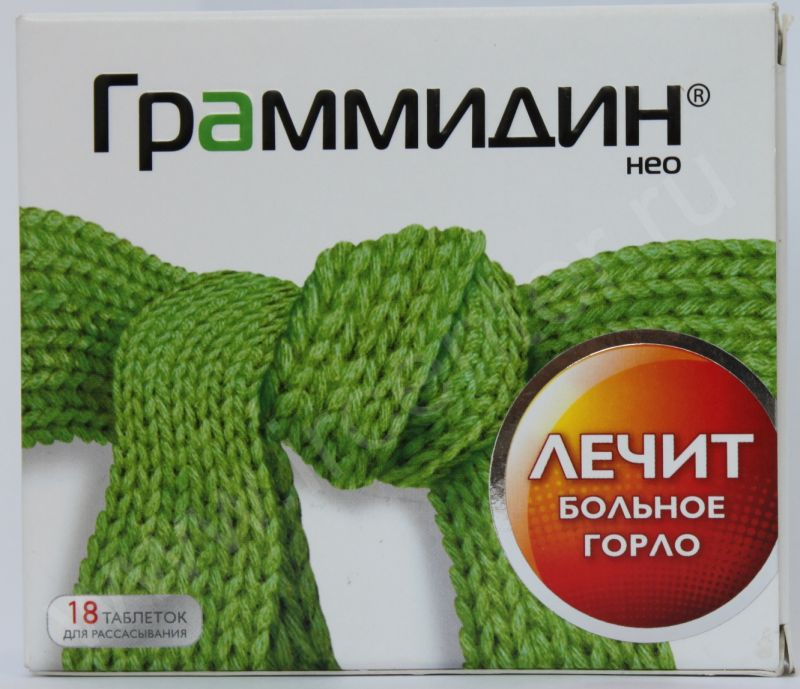 Граммидин®
нео
ЛЕЧИТ
БОЛЬНОЕ
ГОРЛО
18 ТАБЛЕТОК
ДЛЯ РАССАСЫВАНИЯ